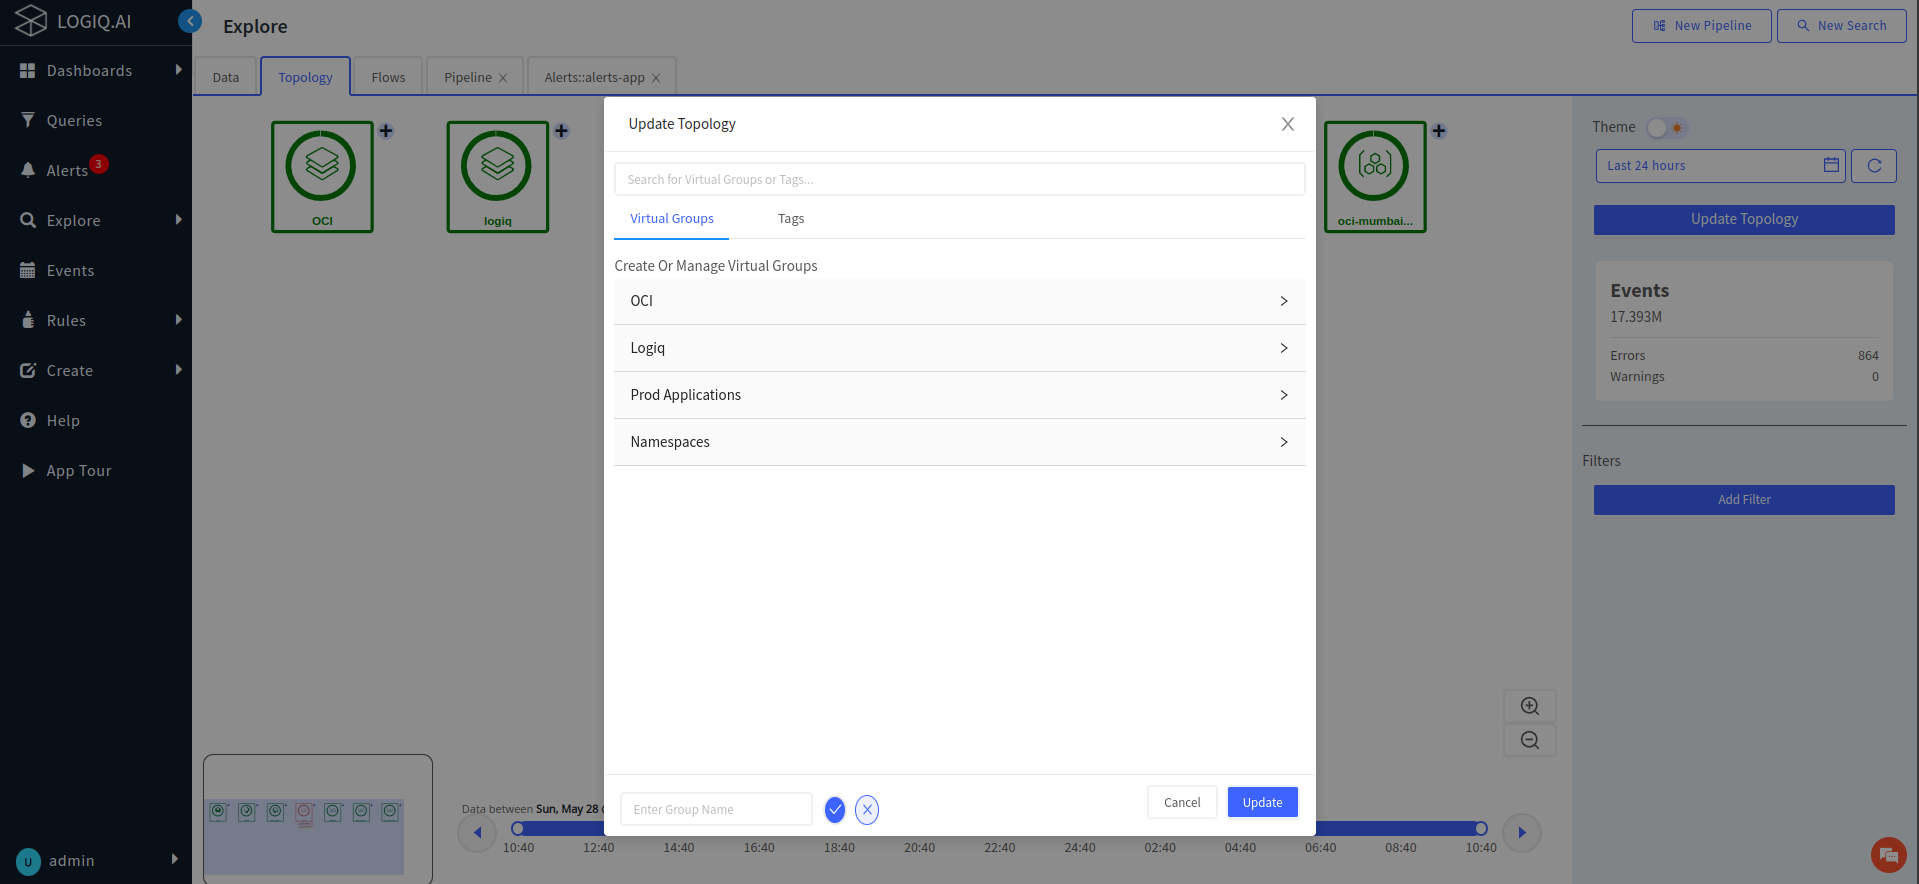 LOGIQ.AI
Dashboards
Queries
Alerts 3
Explore
Events
Rules
Create
Help
App Tour
U admin
Explore
New Pipeline
New Search
Data
Topology
Flows
Pipeline
Alerts::alerts-app
OCI
logiq
oci-mumbai...
Update Topology
Search for Virtual Groups or Tags...
Virtual Groups
Tags
Create Or Manage Virtual Groups
OCI
Logiq
Prod Applications
Namespaces
Enter Group Name
Cancel
Update
Theme
Last 24 hours
Update Topology
Events
17.393M
Errors 864
Warnings 0
Filters
Add Filter
Data between Sun, May 28
10:40 12:40 14:40 16:40 18:40 20:40 22:40 24:40 02:40 04:40 06:40 08:40 10:40